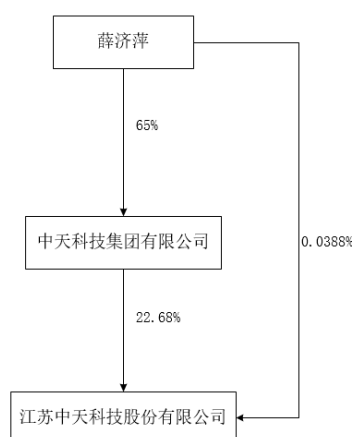 薛济萍
65%
中天科技集团有限公司
0.0388%
22.68%
江苏中天科技股份有限公司